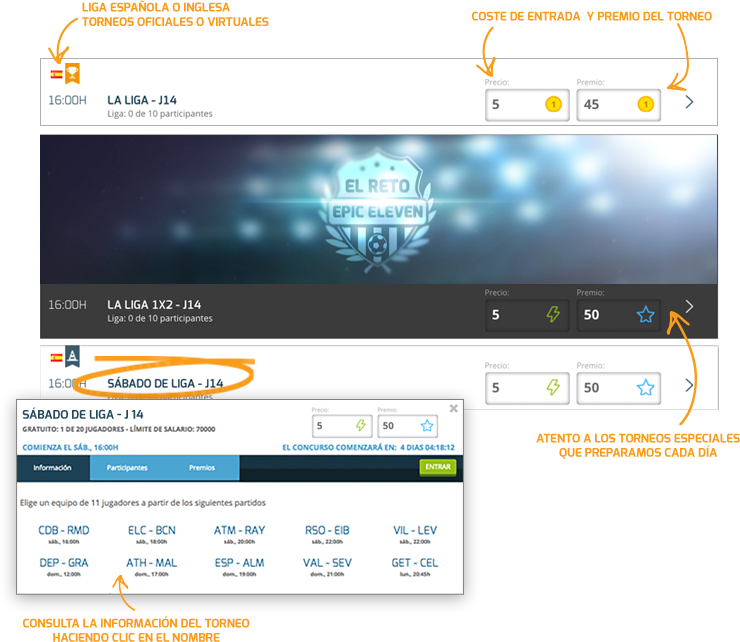 LIGA ESPAÑOLA O INGLESA
TORNEOS OFICIALES O VIRTUALES
COSTE DE ENTRADA Y PREMIO DEL TORNEO
Precio:
Premio:
16:00H
LA LIGA - J14
Liga: 0 de 10 participantes
5
1
45
1
EL RETO
EPIC ELEVEN
Precio:
Premio:
16:00H
LA LIGA 1X2 - J14
Liga: 0 de 10 participantes
5
50
Precio:
Premio:
16:00H
SÁBADO DE LIGA - J14
5
50
ATENTO A LOS TORNEOS ESPECIALES
QUE PREPARAMOS CADA DÍA
SÁBADO DE LIGA - J 14
GRATUITO: 1 DE 20 JUGADORES - LÍMITE DE SALARIO: 70000
Precio:
Premio:
5
50
COMIENZA EL SÁB., 16:00H
EL CONCURSO COMENZARÁ EN: 4 DIAS 04:18:12
Información
Participantes
Premios
ENTRAR
Elige un equipo de 11 jugadores a partir de los siguientes partidos
CDB - RMD
ELC - BCN
ATM - RAY
RSO - EIB
VIL - LEV
sáb., 16:00h
sáb., 18:00h
sáb., 20:00h
sáb., 22:00h
sáb., 22:00h
DEP - GRA
ATH - MAL
ESP - ALM
VAL - SEV
GET - CEL
dom., 12:00h
dom., 17:00h
dom., 19:00h
dom., 21:00h
lun., 20:45h
CONSULTA LA INFORMACIÓN DEL TORNEO
HACIENDO CLIC EN EL NOMBRE